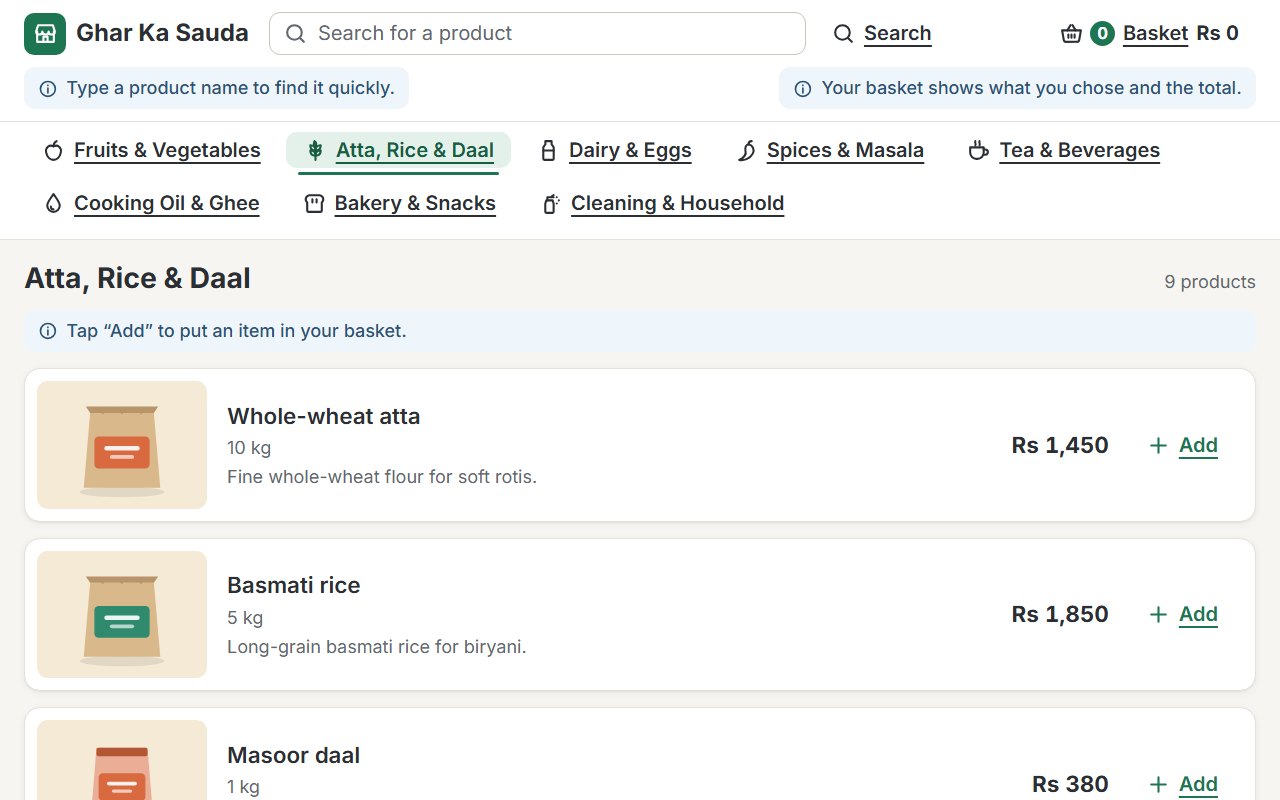 Ghar Ka Sauda
Search for a product
Search
0 Basket Rs 0
Type a product name to find it quickly.
Your basket shows what you chose and the total.
Fruits & Vegetables
Atta, Rice & Daal
Dairy & Eggs
Spices & Masala
Tea & Beverages
Cooking Oil & Ghee
Bakery & Snacks
Cleaning & Household
Atta, Rice & Daal
9 products
Tap “Add” to put an item in your basket.
Whole-wheat atta
10 kg
Fine whole-wheat flour for soft rotis.
Rs 1,450
+ Add
Basmati rice
5 kg
Long-grain basmati rice for biryani.
Rs 1,850
+ Add
Masoor daal
1 kg
Rs 380
+ Add